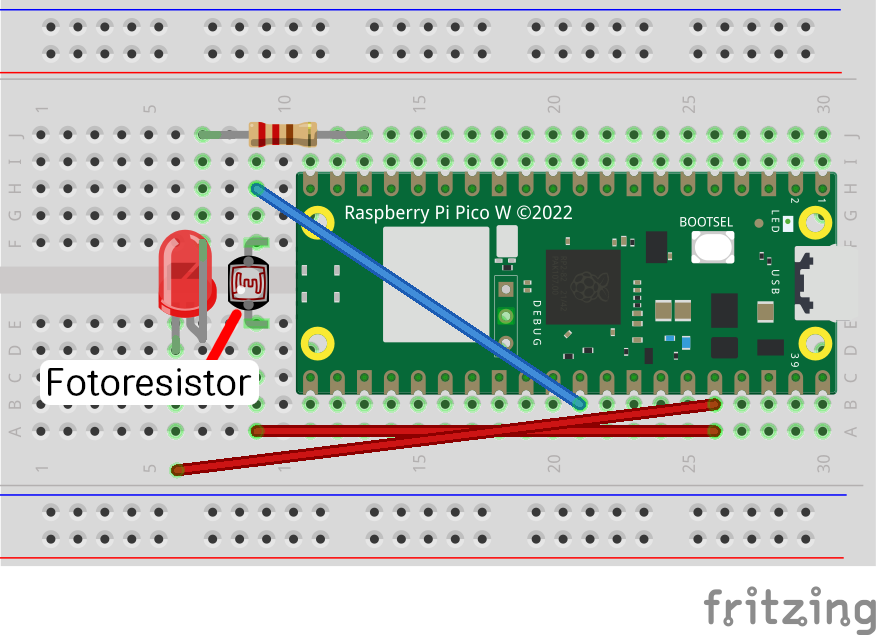 1 5 10 15 20 25 30
J J
I I
H H
G G
F F
Raspberry Pi Pico W ©2022
BOOTSEL
LED
2
1
USB
DEBUG
39
E E
D D
C C
B B
A A
Fotoresistor
1 5 10 15 20 25 30
fritzing